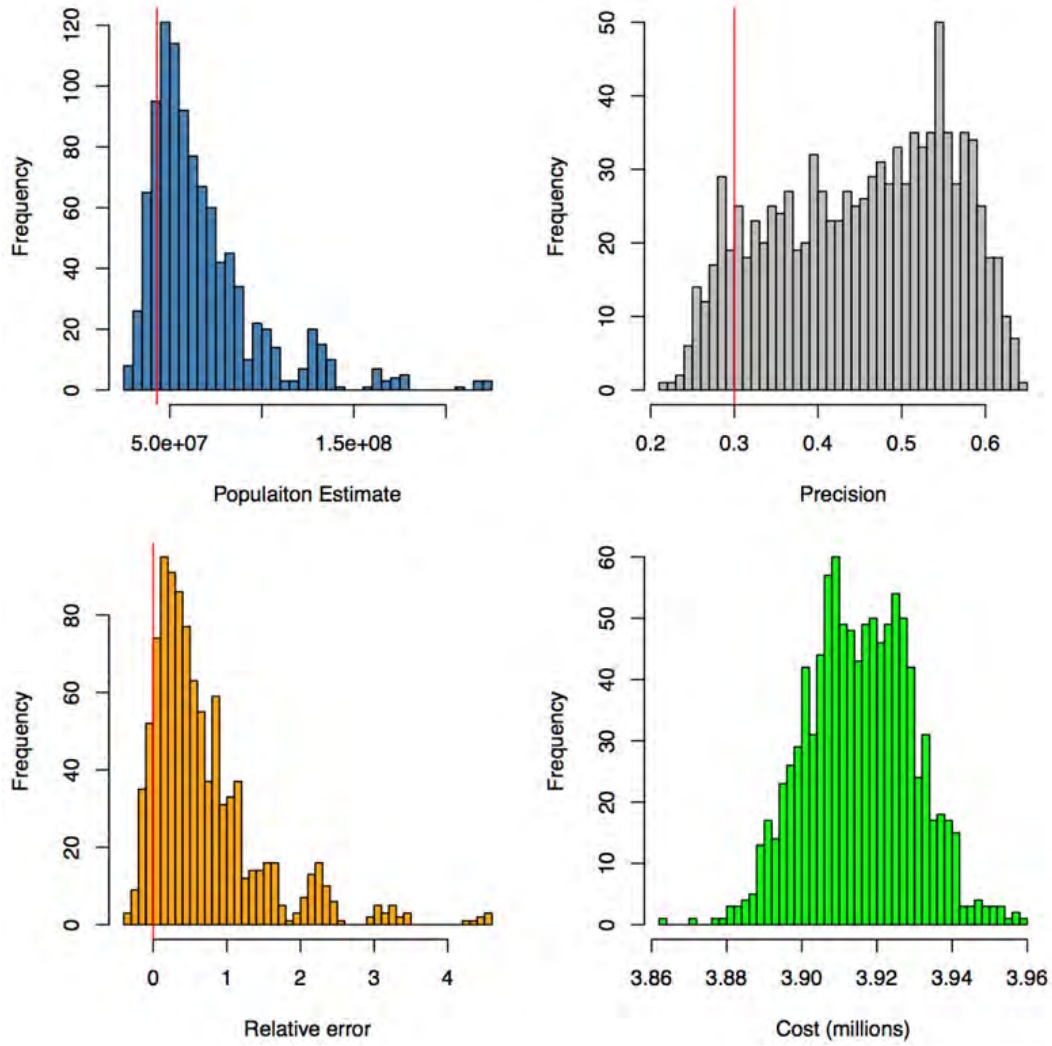 Frequency
0 20 40 60 80 100 120
5.0e+07 1.5e+08
Populaiton Estimate
Frequency
0 10 20 30 40 50
0.2 0.3 0.4 0.5 0.6
Precision
Frequency
0 20 40 60 80
0 1 2 3 4
Relative error
Frequency
0 10 20 30 40 50 60
3.86 3.88 3.90 3.92 3.94 3.96
Cost (millions)